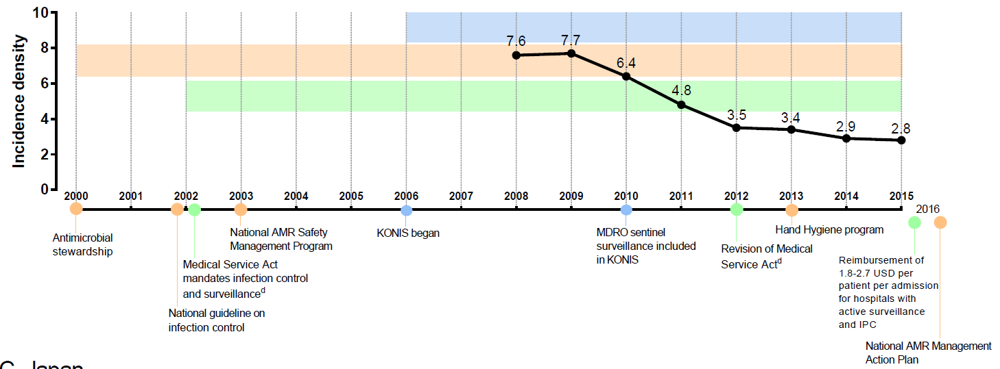 Incidence density
10
8
6
4
2
0
7.6
7.7
6.4
4.8
3.5
3.4
2.9
2.8
2000
2001
2002
2003
2004
2005
2006
2007
2008
2009
2010
2011
2012
2013
2014
2015
2016
Antimicrobial
stewardship
National guideline on
infection control
Medical Service Act
mandates infection control
and surveillanceᵈ
National AMR Safety
Management Program
KONIS began
MDRO sentinel
surveillance included
in KONIS
Revision of Medical
Service Actᵈ
Hand Hygiene program
Reimbursement of
1.8-2.7 USD per
patient per admission
for hospitals with
active surveillance
and IPC
National AMR Management
Action Plan
C. Japan